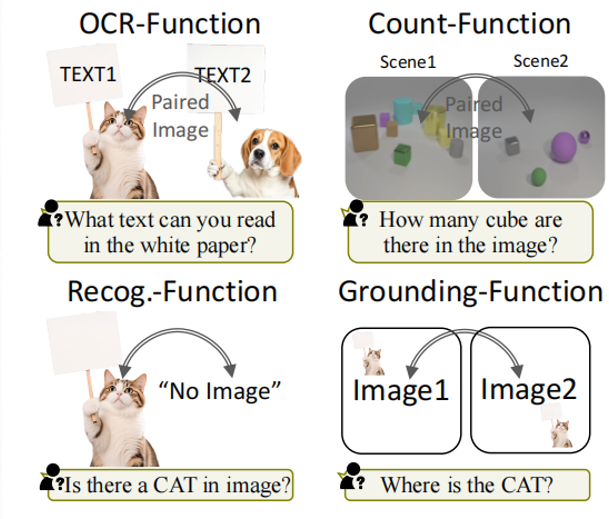 OCR-Function
TEXT1
TEXT2
Paired
Image
What text can you read
in the white paper?
Count-Function
Scene1
Scene2
Paired
Image
How many cube are
there in the image?
Recog.-Function
“No Image”
Is there a CAT in image?
Grounding-Function
Image1
Image2
Where is the CAT?